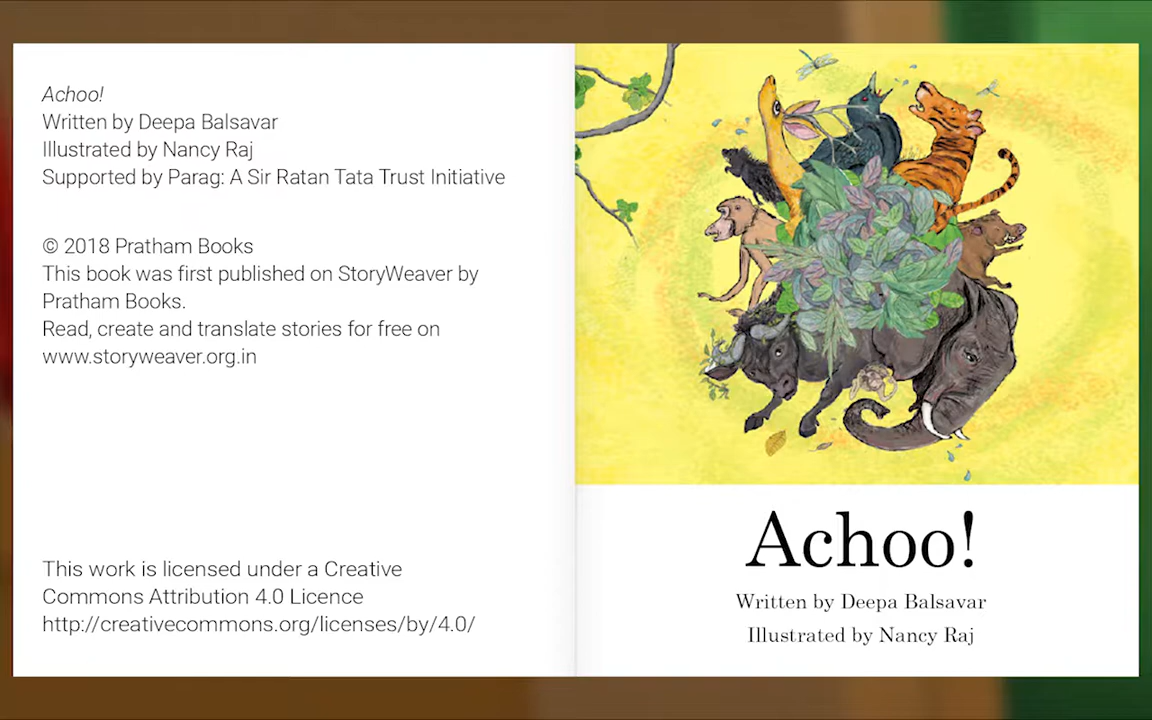 Achoo!
Written by Deepa Balsavar
Illustrated by Nancy Raj
Supported by Parag: A Sir Ratan Tata Trust Initiative
© 2018 Pratham Books
This book was first published on StoryWeaver by
Pratham Books.
Read, create and translate stories for free on
www.storyweaver.org.in
This work is licensed under a Creative
Commons Attribution 4.0 Licence
http://creativecommons.org/licenses/by/4.0/
Achoo!
Written by Deepa Balsavar
Illustrated by Nancy Raj